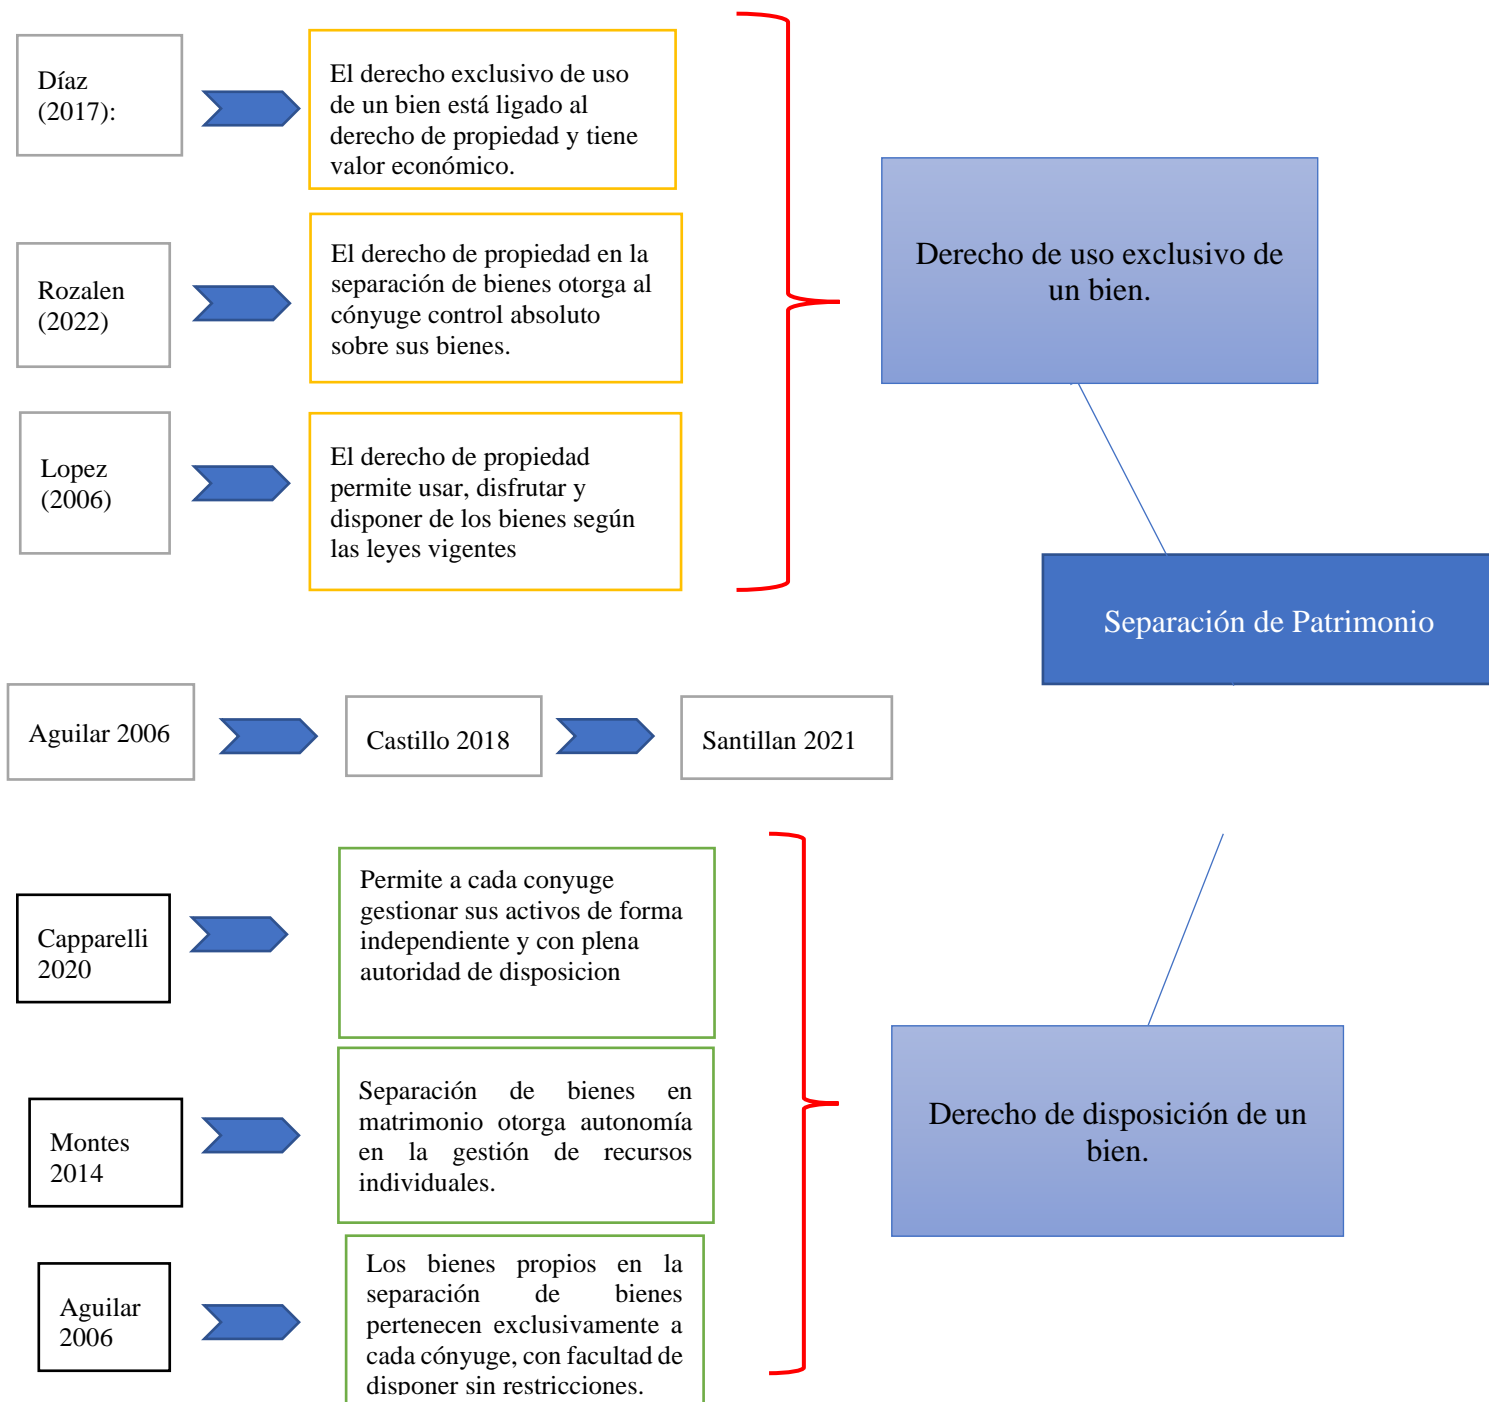 Díaz
(2017):
El derecho exclusivo de uso
de un bien está ligado al
derecho de propiedad y tiene
valor económico.
Rozalen
(2022)
El derecho de propiedad en la
separación de bienes otorga al
cónyuge control absoluto
sobre sus bienes.
Lopez
(2006)
El derecho de propiedad
permite usar, disfrutar y
disponer de los bienes según
las leyes vigentes
Derecho de uso exclusivo de
un bien.
Separación de Patrimonio
Aguilar 2006
Castillo 2018
Santillan 2021
Capparelli
2020
Permite a cada conyuge
gestionar sus activos de forma
independiente y con plena
autoridad de disposicion
Montes
2014
Separación de bienes en
matrimonio otorga autonomía
en la gestión de recursos
individuales.
Aguilar
2006
Los bienes propios en la
separación de bienes
pertenecen exclusivamente a
cada cónyuge, con facultad de
disponer sin restricciones.
Derecho de disposición de un
bien.